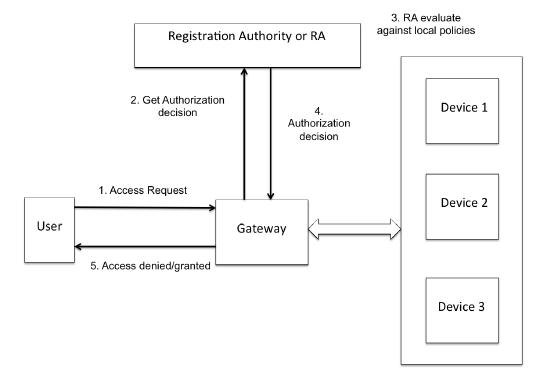 3. RA evaluate
against local policies
Registration Authority or RA
2. Get Authorization
decision
4.
Authorization
decision
Device 1
Device 2
Device 3
1. Access Request
User
Gateway
5. Access denied/granted